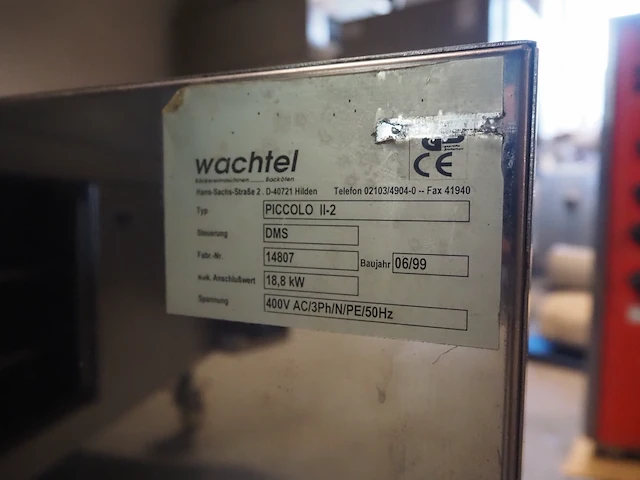 wachtel
Bäckereimaschinen ..... Backöfen
Hans-Sachs-Straße 2 . D-40721 Hilden Telefon 02103/4904-0 -- Fax 41940
CE
Typ PICCOLO II-2
Steuerung DMS
Fabr.-Nr. 14807 Baujahr 06/99
max. Anschlußwert 18,8 kW
Spannung 400V AC/3Ph/N/PE/50Hz